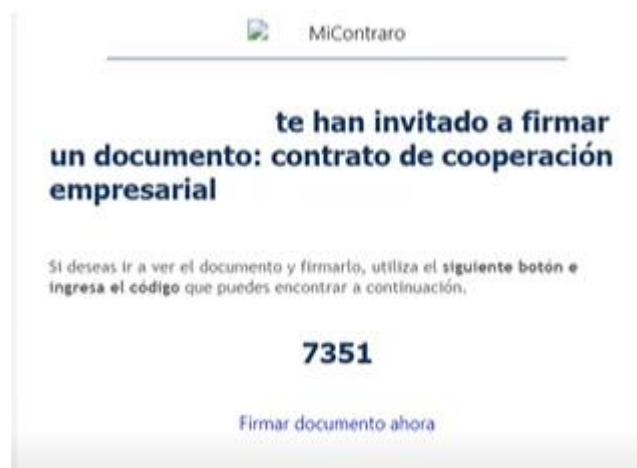 MiContraro
te han invitado a firmar
un documento: contrato de cooperación
empresarial
Si deseas ir a ver el documento y firmarlo, utiliza el siguiente botón e
ingresa el código que puedes encontrar a continuación.
7351
Firmar documento ahora